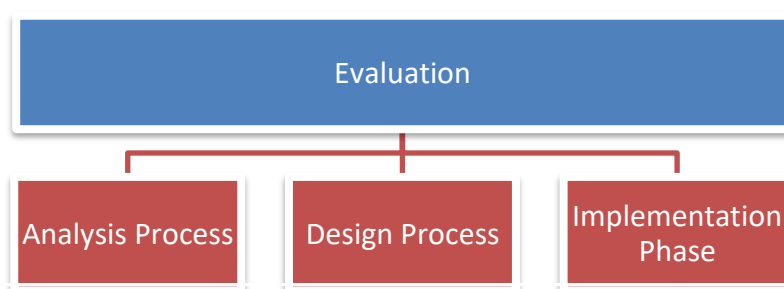 Evaluation
Analysis Process
Design Process
Implementation
Phase